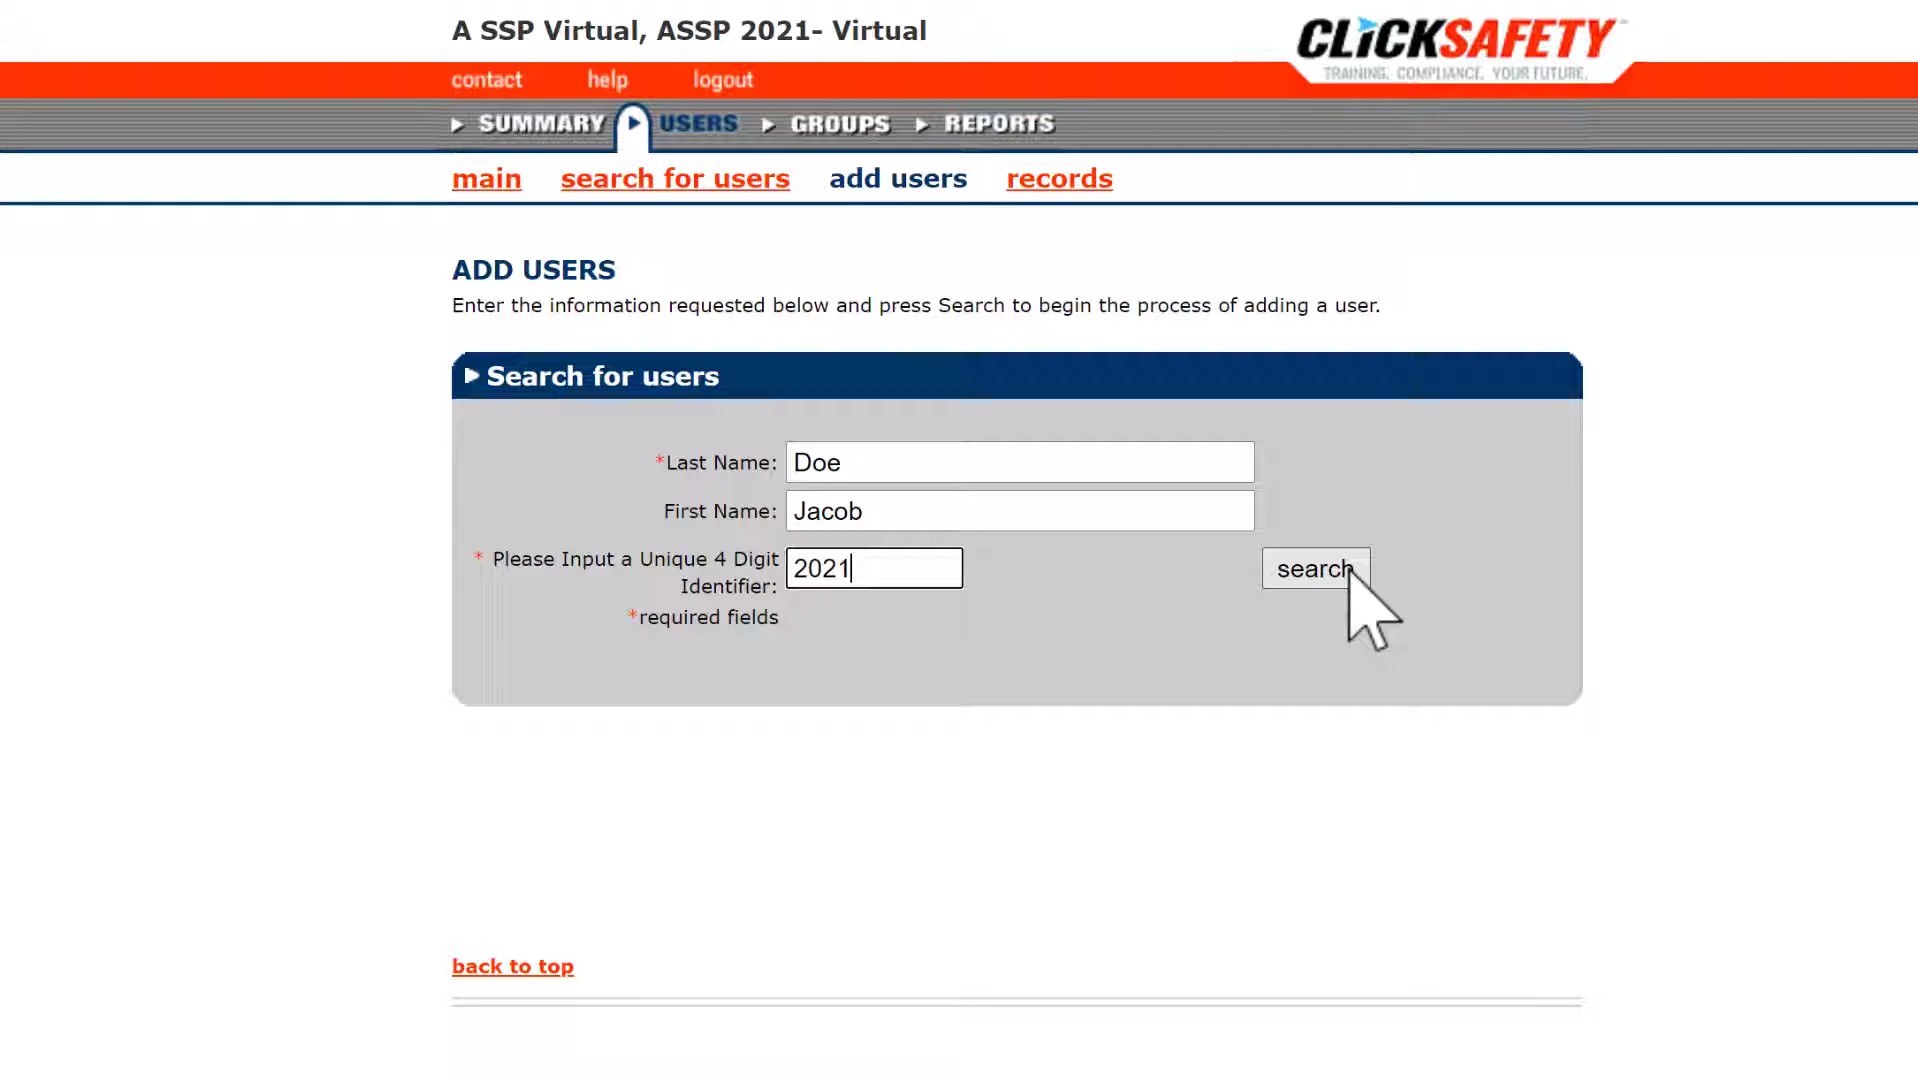 A SSP Virtual, ASSP 2021- Virtual
CLICKSAFETY
TRAINING. COMPLIANCE. YOUR FUTURE.
contact help logout
SUMMARY USERS GROUPS REPORTS
main search for users add users records
ADD USERS
Enter the information requested below and press Search to begin the process of adding a user.
Search for users
*Last Name: Doe
First Name: Jacob
* Please Input a Unique 4 Digit
Identifier: 2021 search
*required fields
back to top